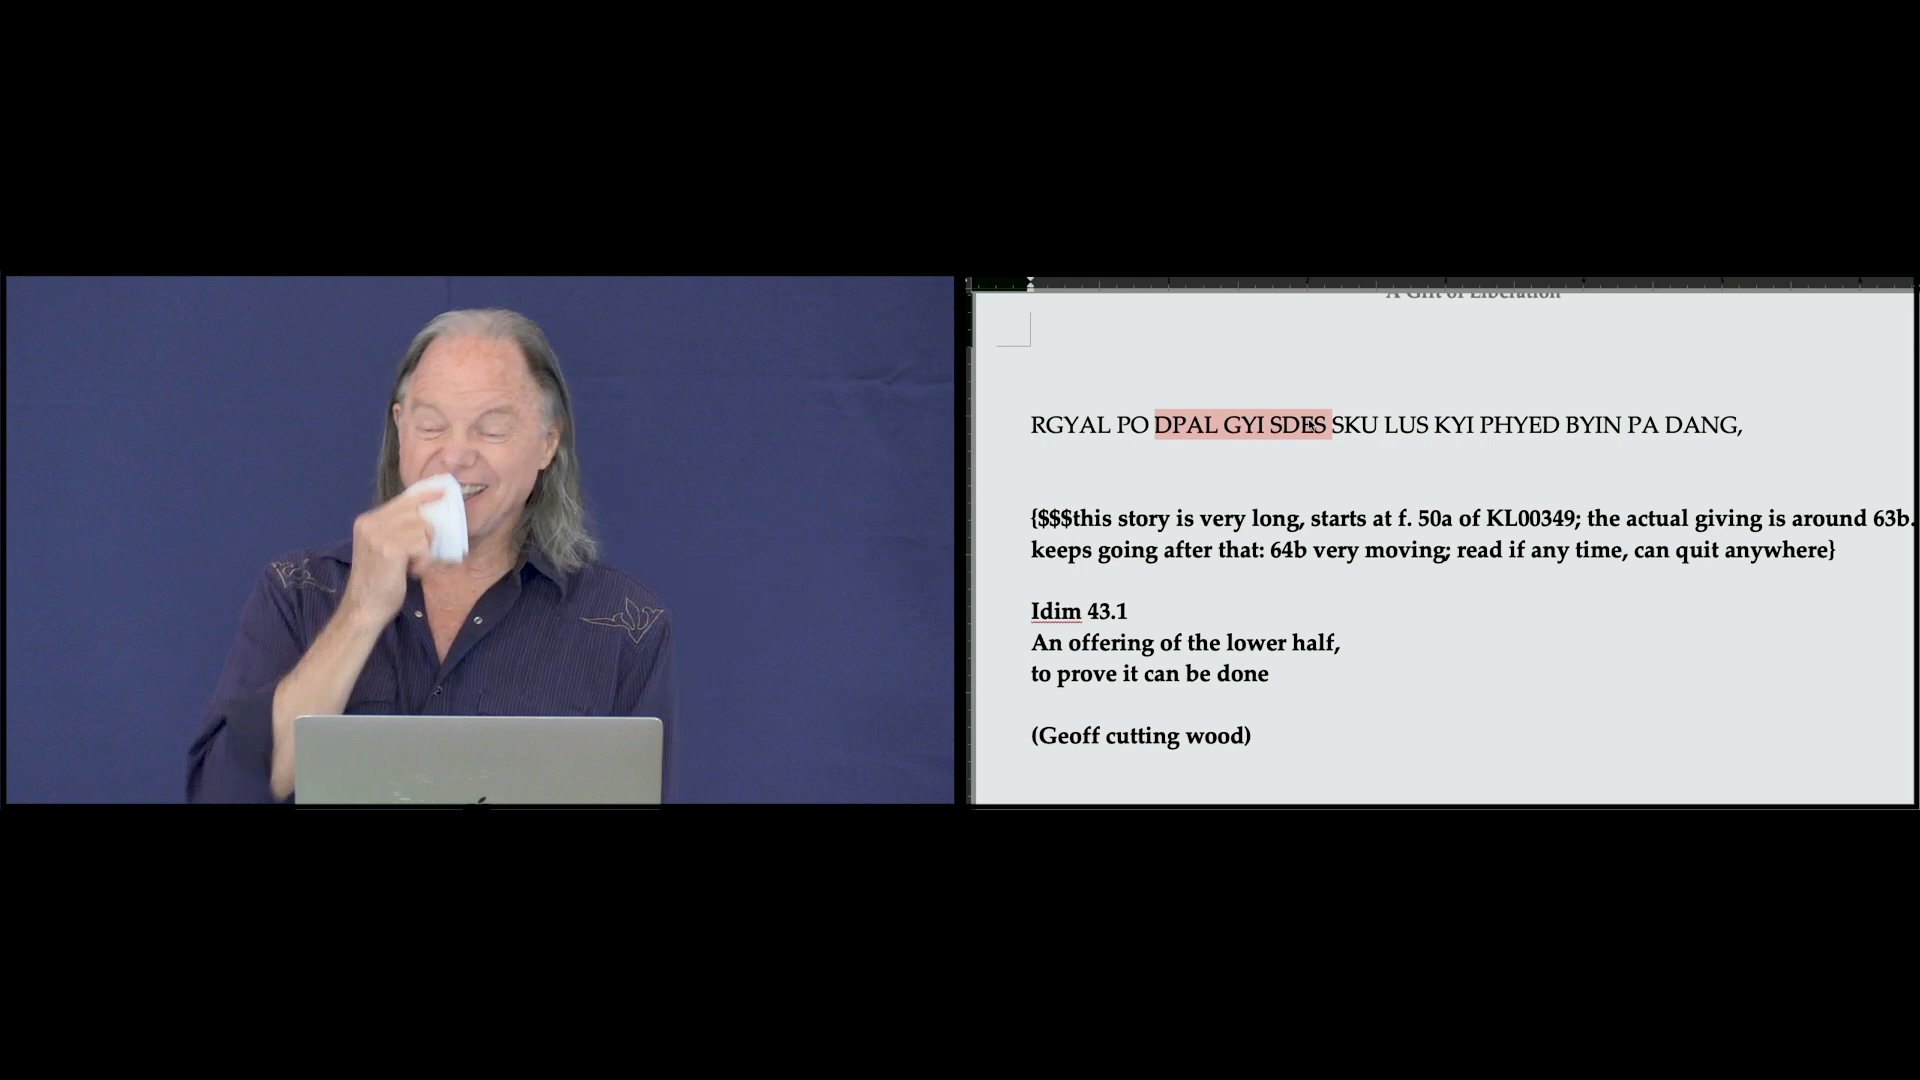 A Gift of Liberation
RGYAL PO DPAL GYI SDES SKU LUS KYI PHYED BYIN PA DANG,
{$$$this story is very long, starts at f. 50a of KL00349; the actual giving is around 63b.
keeps going after that: 64b very moving; read if any time, can quit anywhere}
Idim 43.1
An offering of the lower half,
to prove it can be done
(Geoff cutting wood)